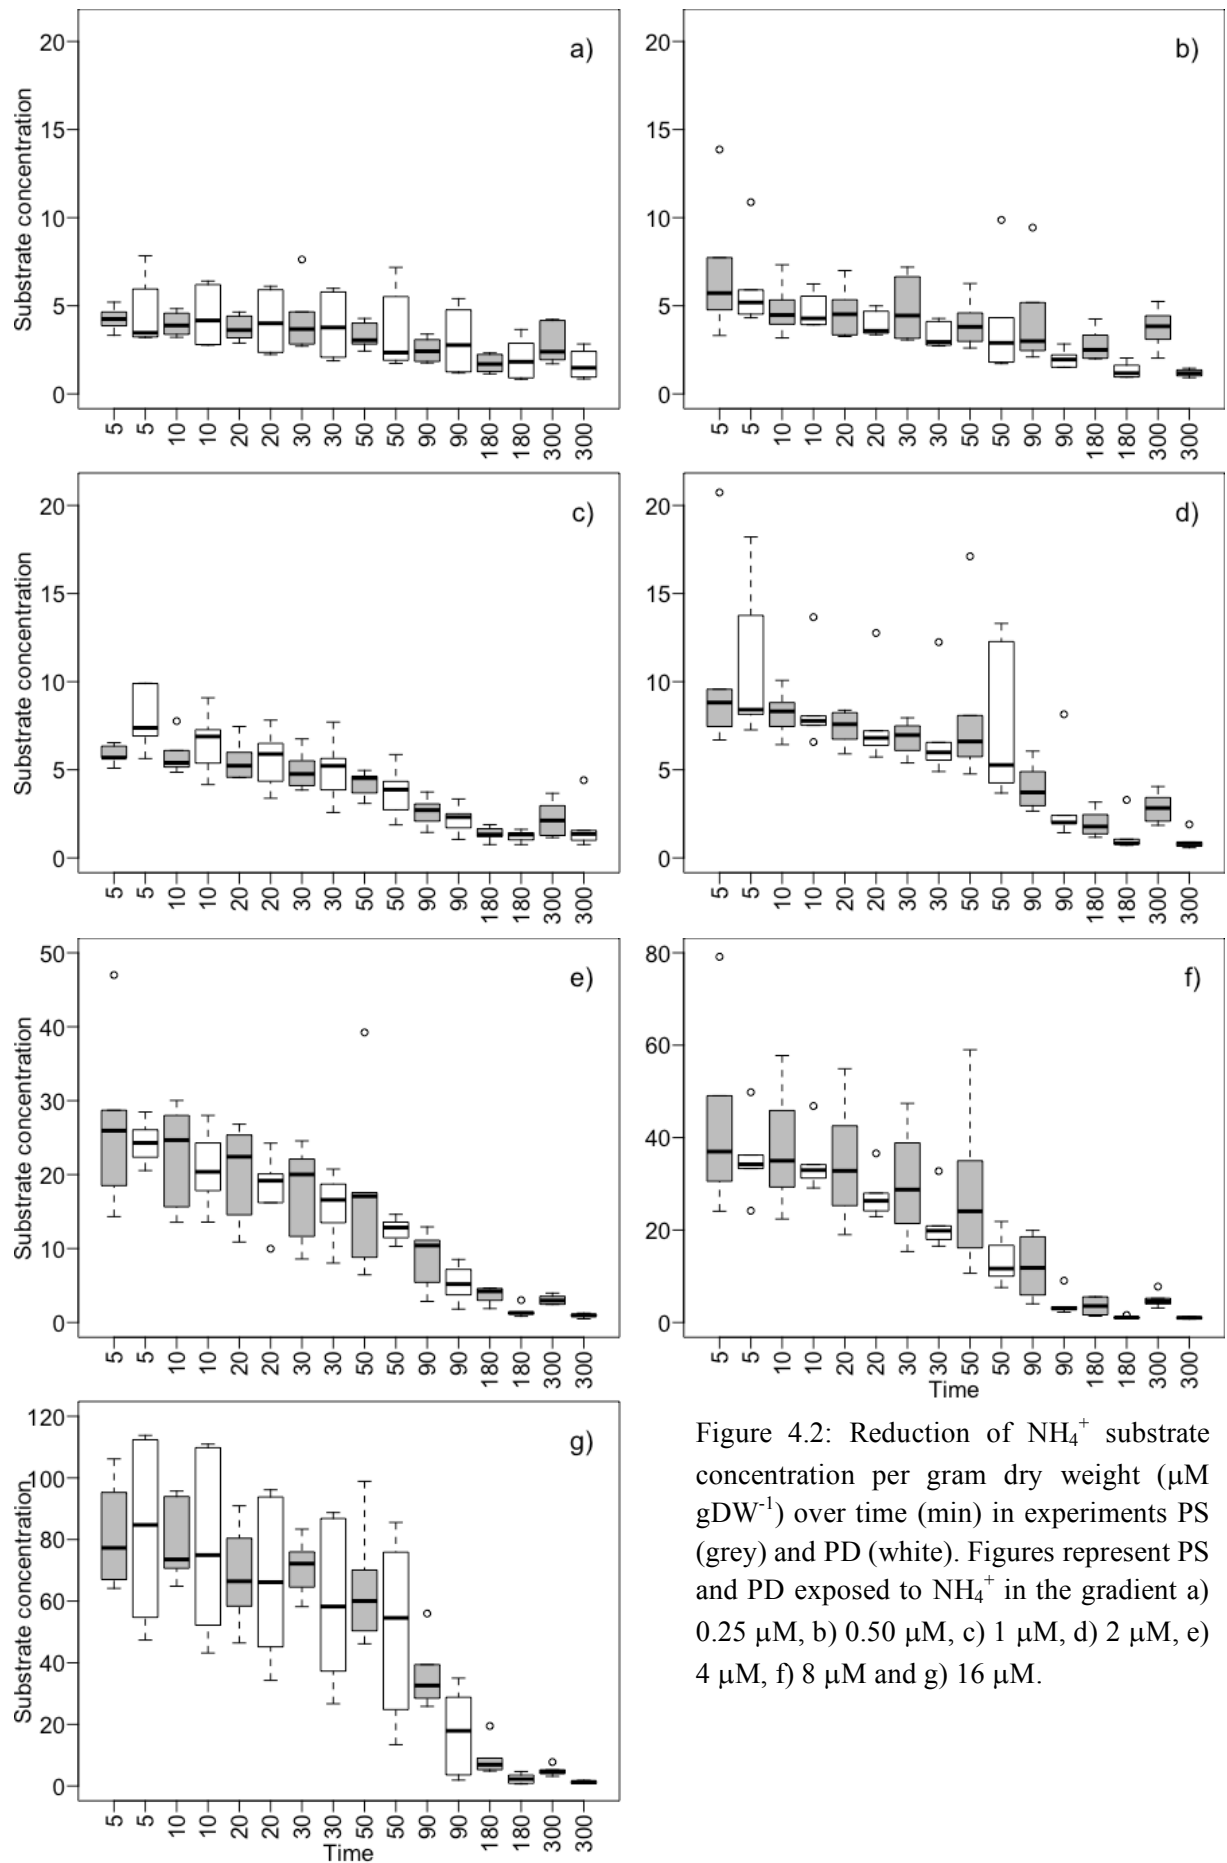 20
15
10
5
0
Substrate concentration
a)
5 5 10 10 20 20 30 30 50 50 90 90 180 180 300 300
20
15
10
5
0
b)
5 5 10 10 20 20 30 30 50 50 90 90 180 180 300 300
20
15
10
5
0
Substrate concentration
c)
5 5 10 10 20 20 30 30 50 50 90 90 180 180 300 300
20
15
10
5
0
d)
5 5 10 10 20 20 30 30 50 50 90 90 180 180 300 300
50
40
30
20
10
0
Substrate concentration
e)
5 5 10 10 20 20 30 30 50 50 90 90 180 180 300 300
80
60
40
20
0
f)
5 5 10 10 20 20 30 30 50 50 90 90 180 180 300 300
Time
120
100
80
60
40
20
0
Substrate concentration
g)
5 5 10 10 20 20 30 30 50 50 90 90 180 180 300 300
Time
Figure 4.2: Reduction of NH₄⁺ substrate
concentration per gram dry weight (μM
gDW⁻¹) over time (min) in experiments PS
(grey) and PD (white). Figures represent PS
and PD exposed to NH₄⁺ in the gradient a)
0.25 μM, b) 0.50 μM, c) 1 μM, d) 2 μM, e)
4 μM, f) 8 μM and g) 16 μM.